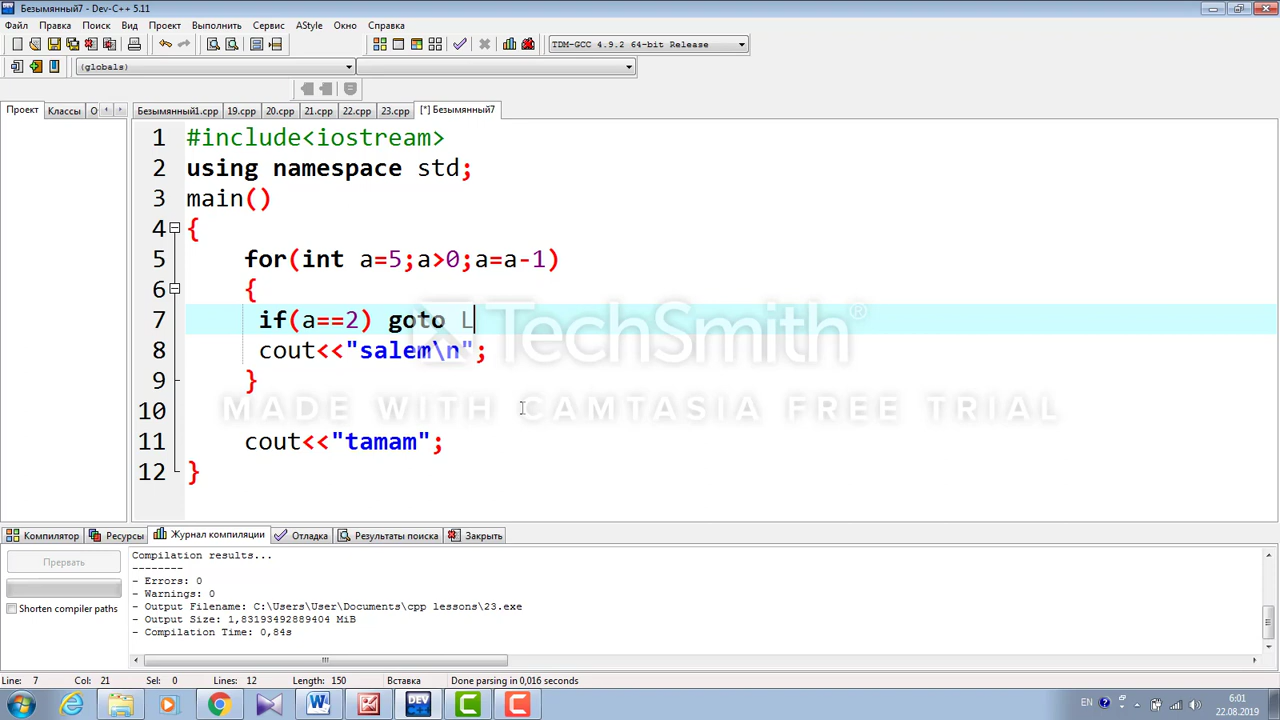 Безымянный7 - Dev-C++ 5.11
Файл Правка Поиск Вид Проект Выполнить Сервис AStyle Окно Справка
TDM-GCC 4.9.2 64-bit Release
(globals)
Проект Классы О Безымянный1.cpp 19.cpp 20.cpp 21.cpp 22.cpp 23.cpp [*] Безымянный7
1 #include<iostream>
2 using namespace std;
3 main()
4 {
5 for(int a=5;a>0;a=a-1)
6 {
7 if(a==2) goto L
8 cout<<"salem\n";
9 }
10
11 cout<<"tamam";
12 }
TechSmith®
MADE WITH CAMTASIA FREE TRIAL
Компилятор Ресурсы Журнал компиляции Отладка Результаты поиска Закрыть
Прервать
Shorten compiler paths
Compilation results...
--------
- Errors: 0
- Warnings: 0
- Output Filename: C:\Users\User\Documents\cpp lessons\23.exe
- Output Size: 1,83193492889404 MiB
- Compilation Time: 0,84s
Line: 7 Col: 21 Sel: 0 Lines: 12 Length: 150 Вставка Done parsing in 0,016 seconds
DEV
EN 6:01
22.08.2019